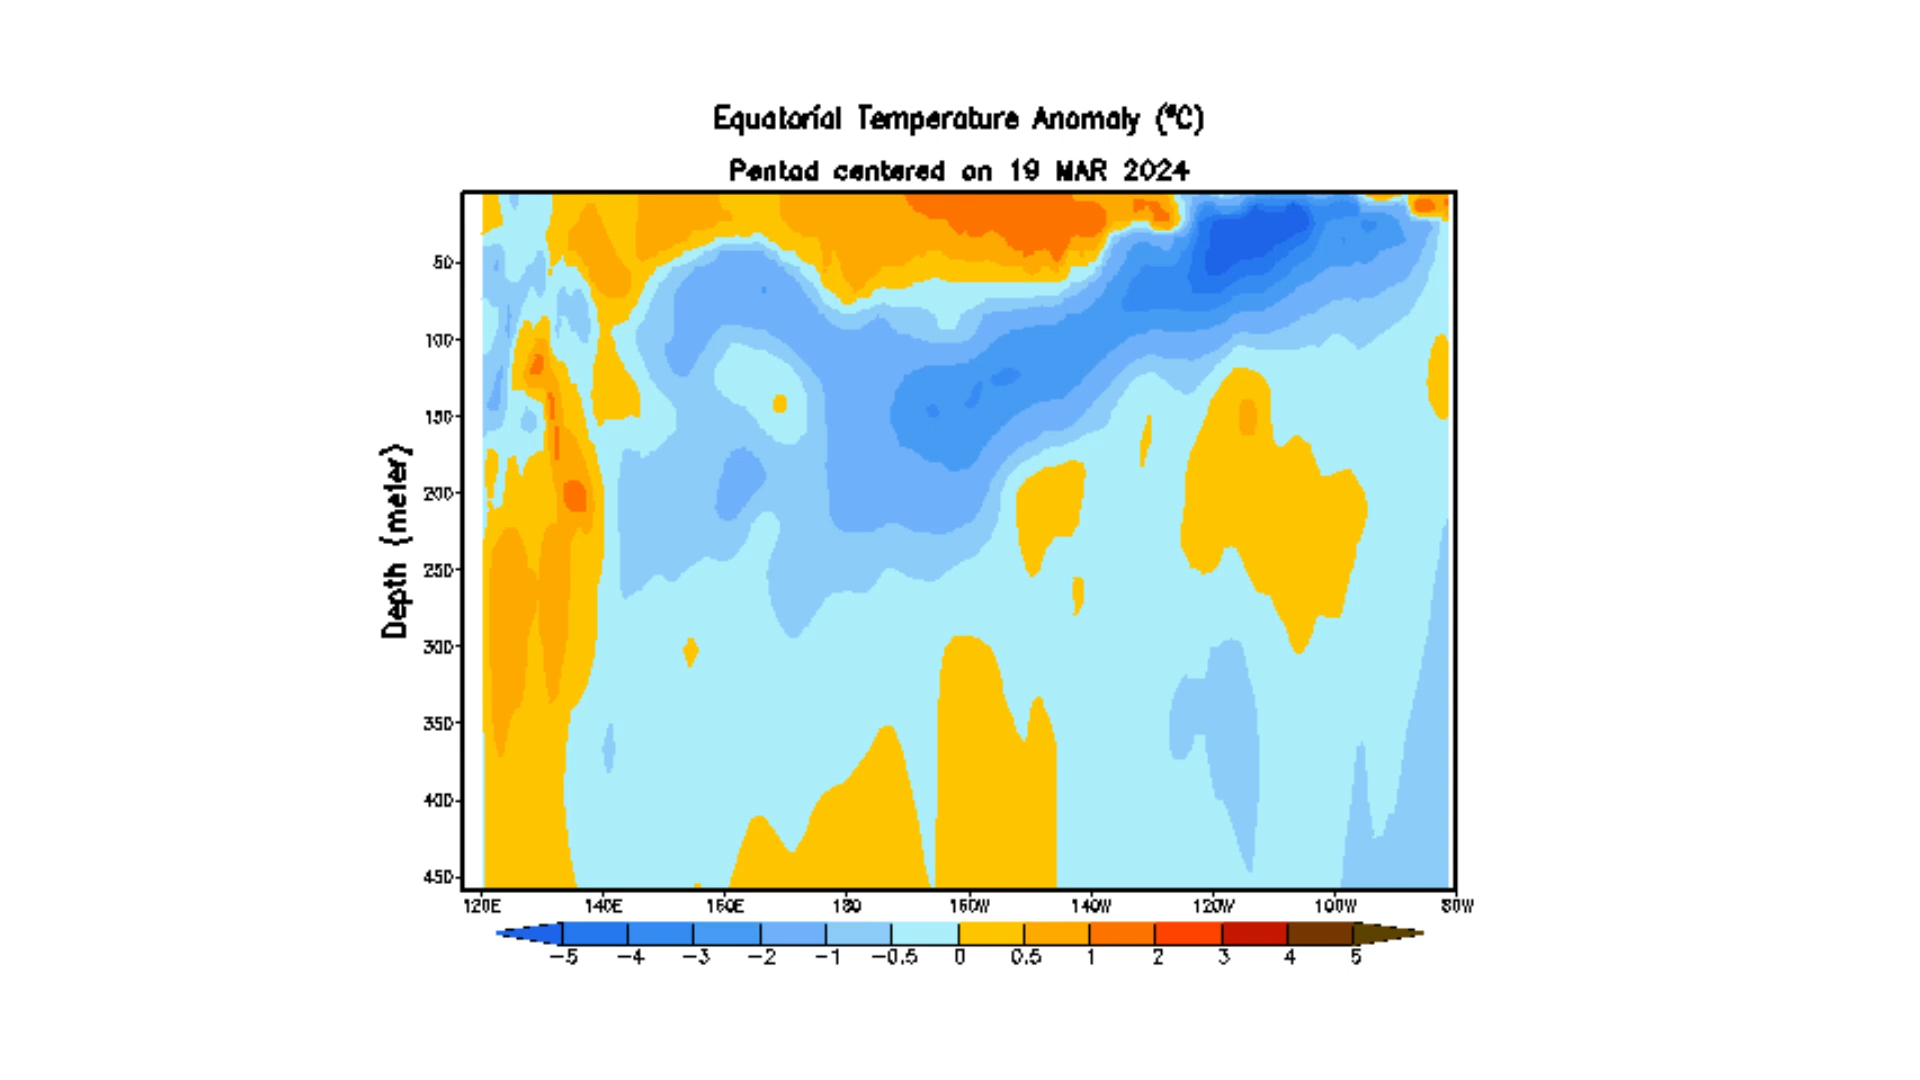 Equatorial Temperature Anomaly (°C)
Pentad centered on 19 MAR 2024
Depth (meter)
50
100
150
200
250
300
350
400
450
120E 140E 160E 180 160W 140W 120W 100W 80W
-5 -4 -3 -2 -1 -0.5 0 0.5 1 2 3 4 5